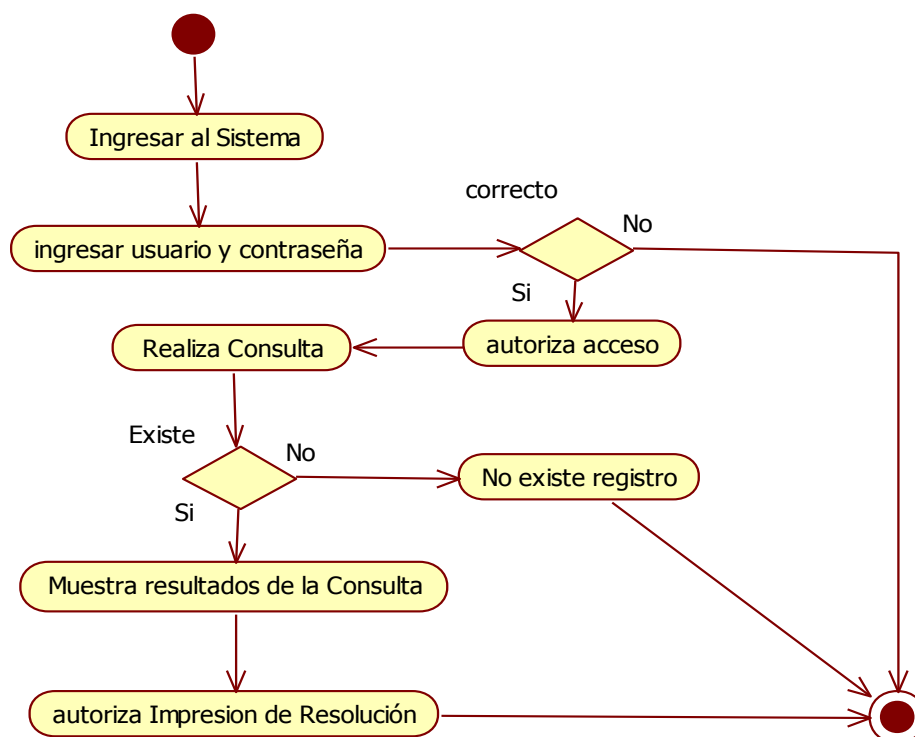 Ingresar al Sistema
correcto
ingresar usuario y contraseña
No
Si
Realiza Consulta
autoriza acceso
Existe
No
No existe registro
Si
Muestra resultados de la Consulta
autoriza Impresion de Resolución